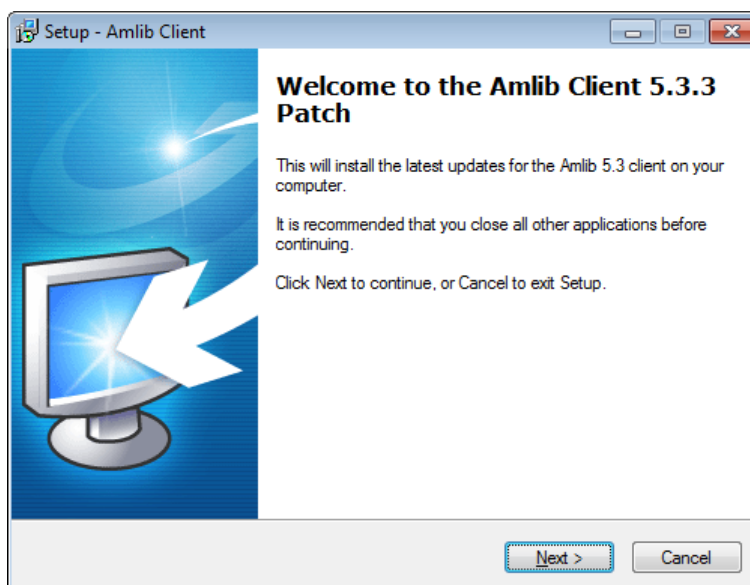 Setup - Amlib Client
Welcome to the Amlib Client 5.3.3
Patch
This will install the latest updates for the Amlib 5.3 client on your
computer.
It is recommended that you close all other applications before
continuing.
Click Next to continue, or Cancel to exit Setup.
Next >
Cancel